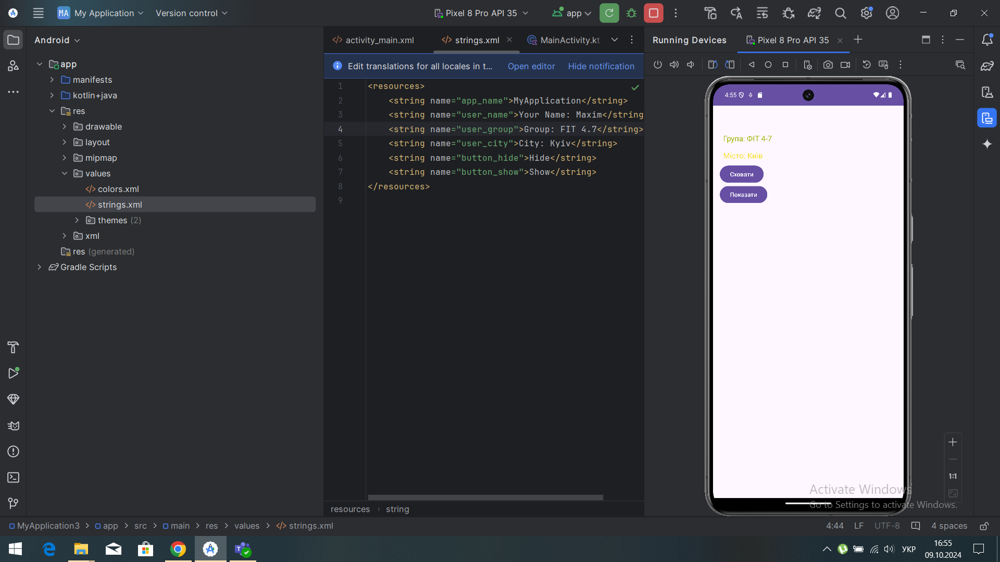 MA My Application
Version control
Pixel 8 Pro API 35
app
Android
app
manifests
kotlin+java
res
drawable
layout
mipmap
values
colors.xml
strings.xml
themes (2)
xml
res (generated)
Gradle Scripts
activity_main.xml
strings.xml
MainActivity.kt
Edit translations for all locales in t...
Open editor
Hide notification
1 <resources>
2 <string name="app_name">MyApplication</string>
3 <string name="user_name">Your Name: Maxim</string
4 <string name="user_group">Group: FIT 4.7</string>
5 <string name="user_city">City: Kyiv</string>
6 <string name="button_hide">Hide</string>
7 <string name="button_show">Show</string>
8 </resources>
9
resources › string
Running Devices
Pixel 8 Pro API 35
4:55
Група: ФІТ 4-7
Місто: Київ
Сховати
Показати
1:1
Activate Windows
Go to Settings to activate Windows.
MyApplication3 > app > src > main > res > values > strings.xml
4:44 LF UTF-8 4 spaces
УКР
16:55
09.10.2024